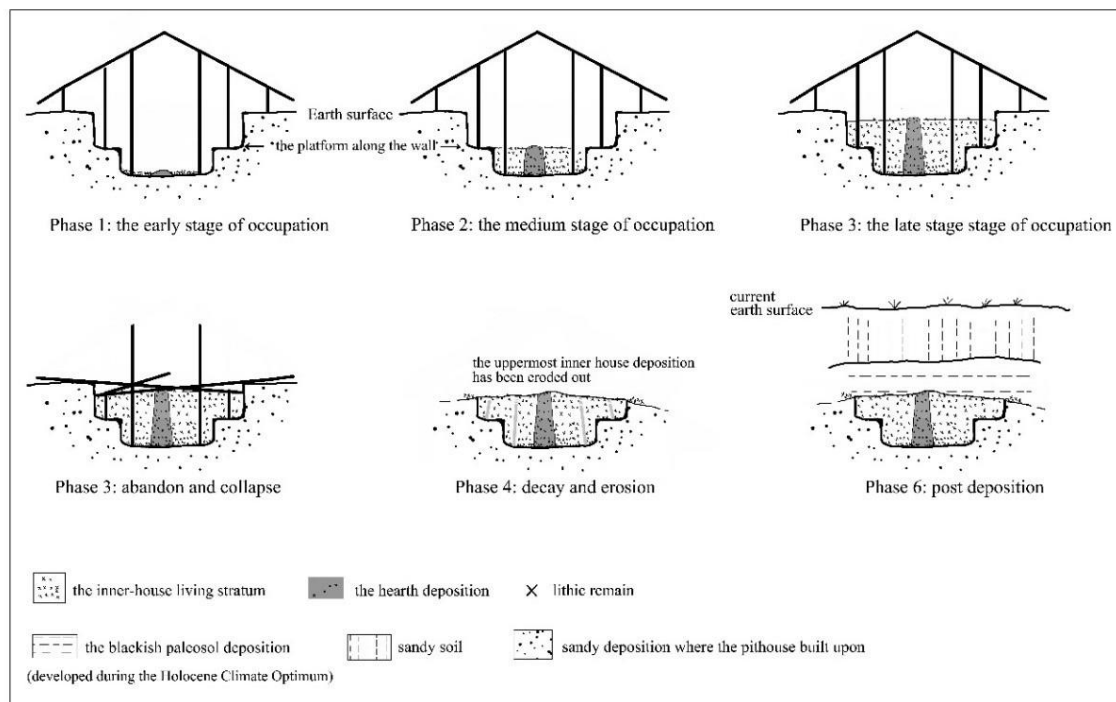 Earth surface
'the platform along the wall'
Phase 1: the early stage of occupation
Phase 2: the medium stage of occupation
Phase 3: the late stage stage of occupation
current
earth surface
the uppermost inner house deposition
has been eroded out
Phase 3: abandon and collapse
Phase 4: decay and erosion
Phase 6: post deposition
the inner-house living stratum
the hearth deposition
lithic remain
the blackish paleosol deposition
(developed during the Holocene Climate Optimum)
sandy soil
sandy deposition where the pithouse built upon